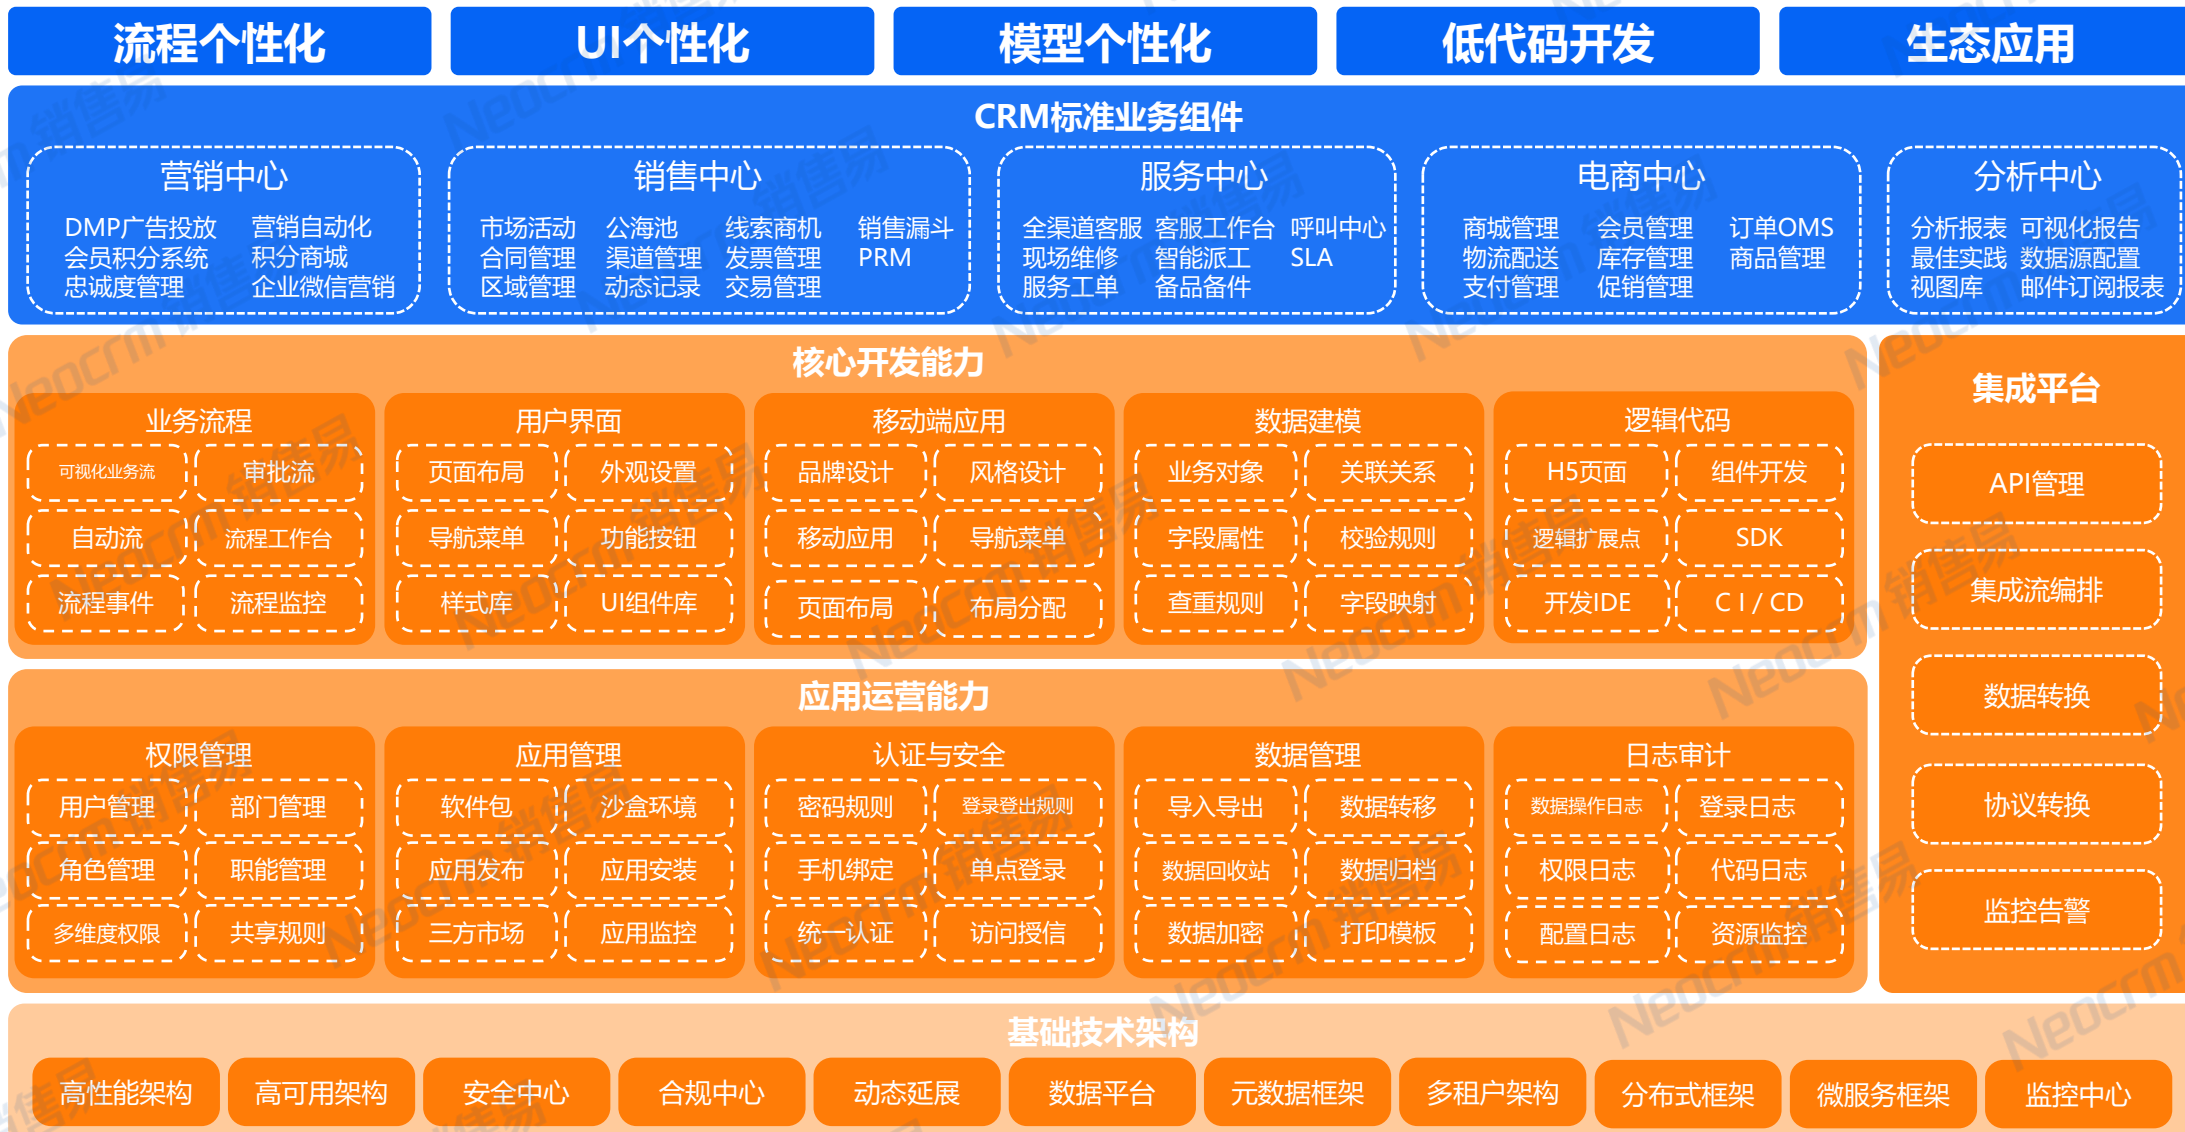 流程个性化
UI个性化
模型个性化
低代码开发
生态应用
CRM标准业务组件
营销中心
DMP广告投放 营销自动化
会员积分系统 积分商城
忠诚度管理 企业微信营销
销售中心
市场活动 公海池 线索商机 销售漏斗
合同管理 渠道管理 发票管理 PRM
区域管理 动态记录 交易管理
服务中心
全渠道客服 客服工作台 呼叫中心
现场维修 智能派工 SLA
服务工单 备品备件
电商中心
商城管理 会员管理 订单OMS
物流配送 库存管理 商品管理
支付管理 促销管理
分析中心
分析报表 可视化报告
最佳实践 数据源配置
视图库 邮件订阅报表
核心开发能力
业务流程
可视化业务流 审批流
自动流 流程工作台
流程事件 流程监控
用户界面
页面布局 外观设置
导航菜单 功能按钮
样式库 UI组件库
移动端应用
品牌设计 风格设计
移动应用 导航菜单
页面布局 布局分配
数据建模
业务对象 关联关系
字段属性 校验规则
查重规则 字段映射
逻辑代码
H5页面 组件开发
逻辑扩展点 SDK
开发IDE C I / CD
集成平台
API管理
集成流编排
数据转换
协议转换
监控告警
应用运营能力
权限管理
用户管理 部门管理
角色管理 职能管理
多维度权限 共享规则
应用管理
软件包 沙盒环境
应用发布 应用安装
三方市场 应用监控
认证与安全
密码规则 登录登出规则
手机绑定 单点登录
统一认证 访问授信
数据管理
导入导出 数据转移
数据回收站 数据归档
数据加密 打印模板
日志审计
数据操作日志 登录日志
权限日志 代码日志
配置日志 资源监控
基础技术架构
高性能架构 高可用架构 安全中心 合规中心 动态延展 数据平台 元数据框架 多租户架构 分布式框架 微服务框架 监控中心
Neocrm 销售易